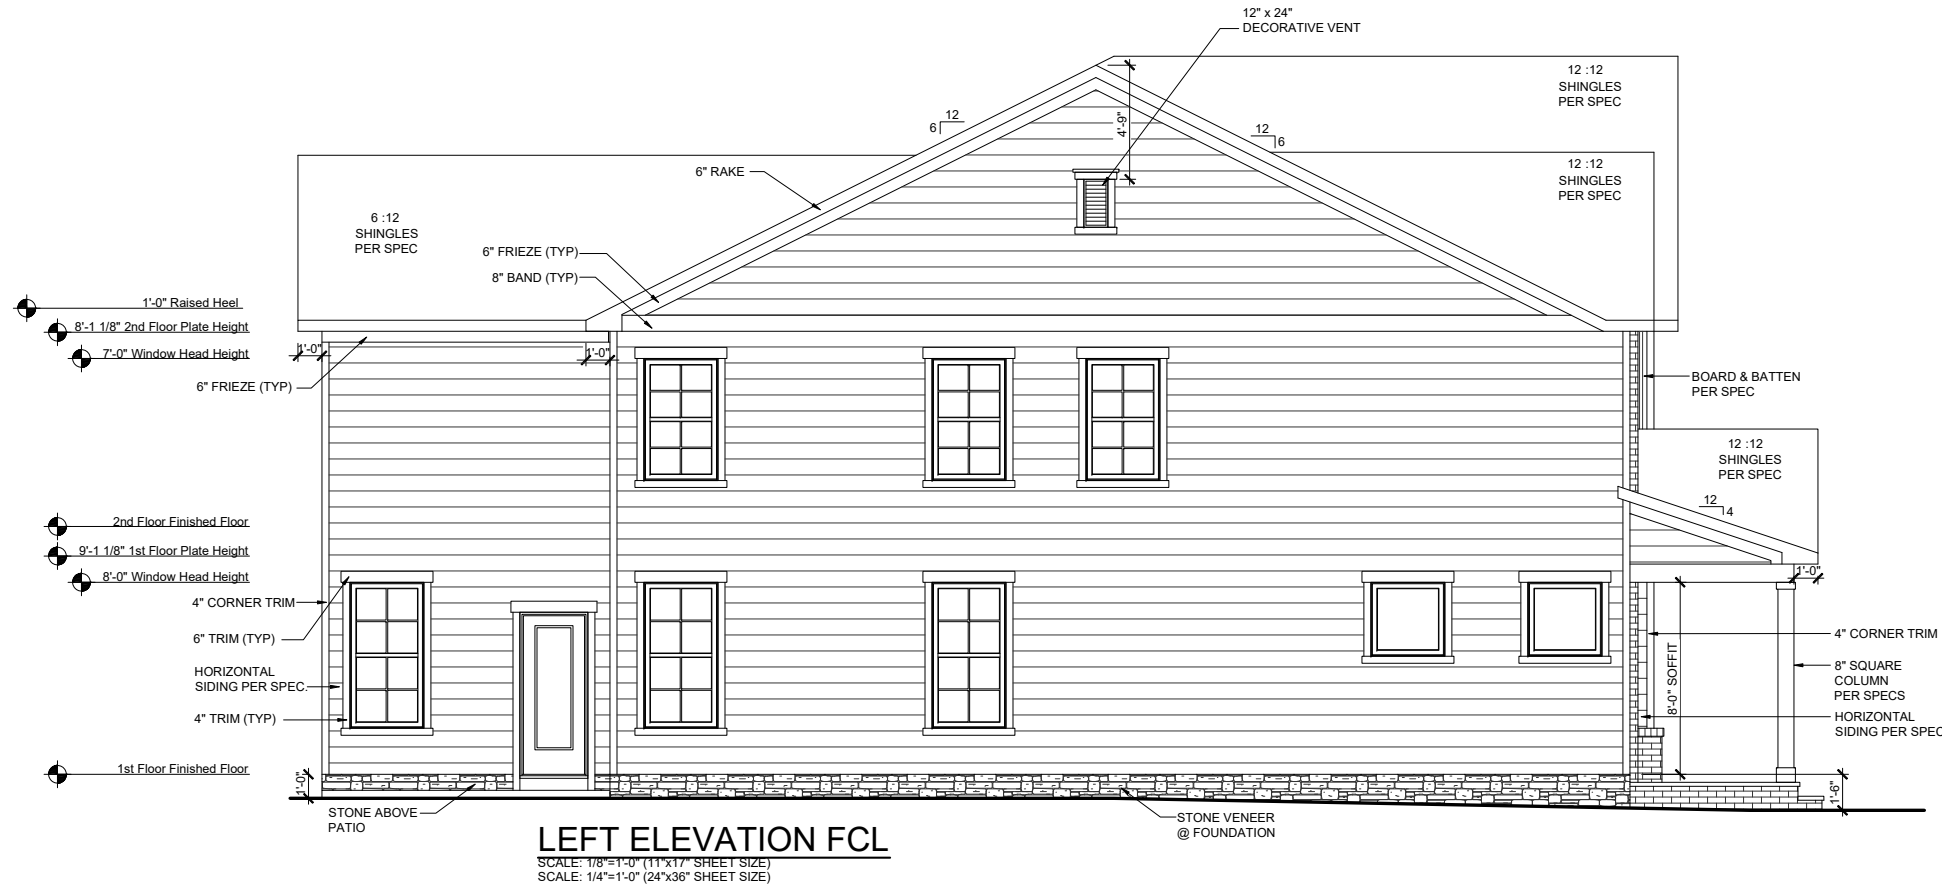 12" x 24"
DECORATIVE VENT
12 :12
SHINGLES
PER SPEC
12
6
4'-9"
12
6
12 :12
SHINGLES
PER SPEC
6" RAKE
6 :12
SHINGLES
PER SPEC
6" FRIEZE (TYP)
8" BAND (TYP)
1'-0" Raised Heel
8'-1 1/8" 2nd Floor Plate Height
7'-0" Window Head Height
1'-0"
1'-0"
6" FRIEZE (TYP)
BOARD & BATTEN
PER SPEC
12 :12
SHINGLES
PER SPEC
12
4
2nd Floor Finished Floor
9'-1 1/8" 1st Floor Plate Height
8'-0" Window Head Height
1'-0"
4" CORNER TRIM
6" TRIM (TYP)
HORIZONTAL
SIDING PER SPEC.
4" TRIM (TYP)
8'-0" SOFFIT
4" CORNER TRIM
8" SQUARE
COLUMN
PER SPECS
HORIZONTAL
SIDING PER SPEC
1st Floor Finished Floor
1'-0"
1'-6"
STONE ABOVE
PATIO
STONE VENEER
@ FOUNDATION
LEFT ELEVATION FCL
SCALE: 1/8"=1'-0" (11"x17" SHEET SIZE)
SCALE: 1/4"=1'-0" (24"x36" SHEET SIZE)